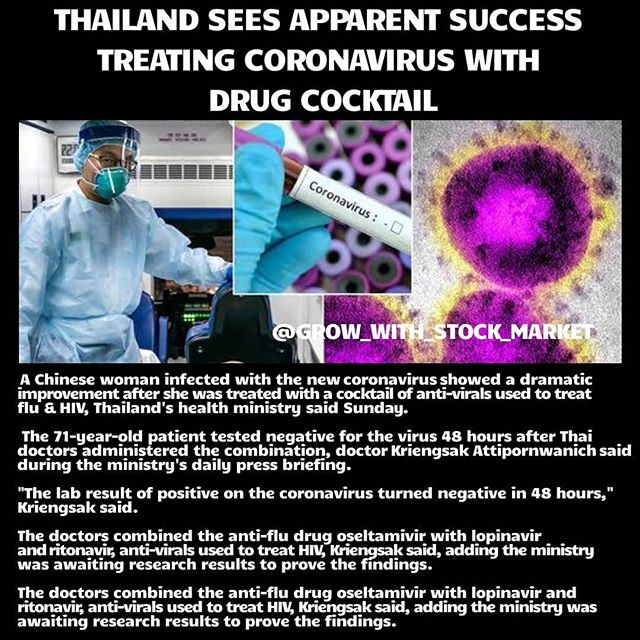 THAILAND SEES APPARENT SUCCESS
TREATING CORONAVIRUS WITH
DRUG COCKTAIL
Coronavirus :
@GROW_WITH_STOCK_MARKET
A Chinese woman infected with the new coronavirus showed a dramatic
improvement after she was treated with a cocktail of anti-virals used to treat
flu & HIV, Thailand's health ministry said Sunday.
The 71-year-old patient tested negative for the virus 48 hours after Thai
doctors administered the combination, doctor Kriengsak Attipornwanich said
during the ministry's daily press briefing.
"The lab result of positive on the coronavirus turned negative in 48 hours,"
Kriengsak said.
The doctors combined the anti-flu drug oseltamivir with lopinavir
and ritonavir, anti-virals used to treat HIV, Kriengsak said, adding the ministry
was awaiting research results to prove the findings.
The doctors combined the anti-flu drug oseltamivir with lopinavir and
ritonavir, anti-virals used to treat HIV, Kriengsak said, adding the ministry was
awaiting research results to prove the findings.